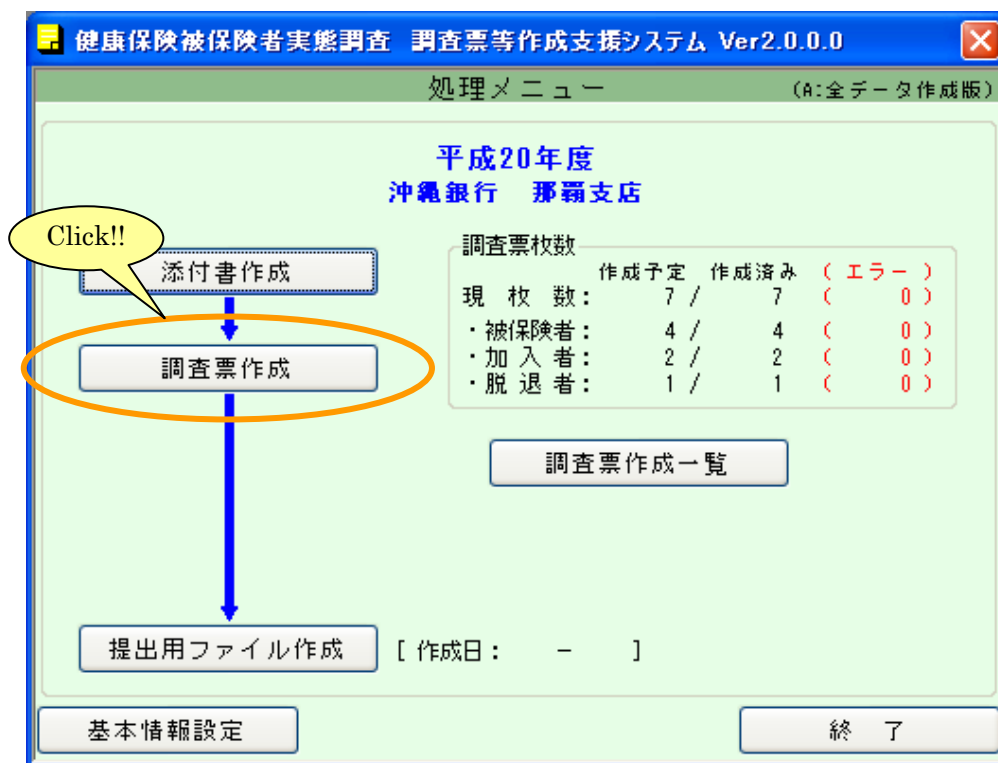 健康保険被保険者実態調査 調査票等作成支援システム Ver2.0.0.0
処理メニュー (A:全データ作成版)
平成20年度
沖縄銀行 那覇支店
Click!!
添付書作成
調査票作成
調査票枚数
作成予定 作成済み (エラー)
現 枚 数: 7 / 7 ( 0)
・被保険者: 4 / 4 ( 0)
・加 入 者: 2 / 2 ( 0)
・脱 退 者: 1 / 1 ( 0)
調査票作成一覧
提出用ファイル作成 [ 作成日: - ]
基本情報設定 終 了